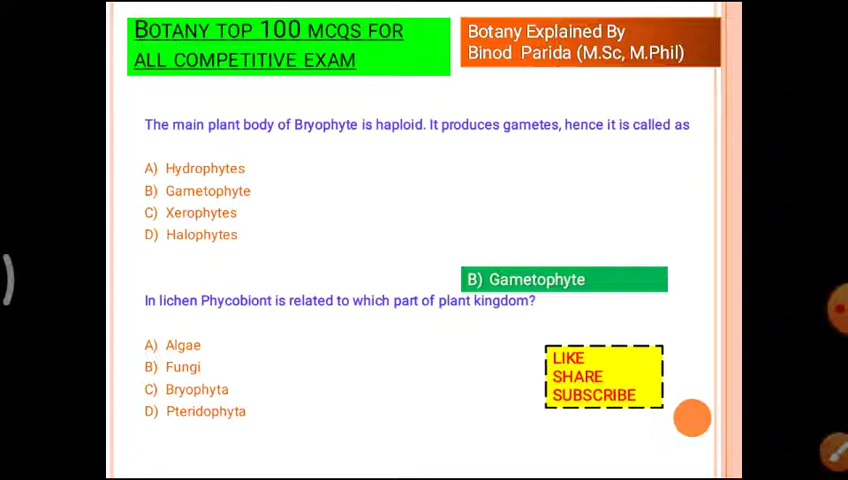 BOTANY TOP 100 MCQS FOR
ALL COMPETITIVE EXAM
Botany Explained By
Binod Parida (M.Sc, M.Phil)
The main plant body of Bryophyte is haploid. It produces gametes, hence it is called as
A) Hydrophytes
B) Gametophyte
C) Xerophytes
D) Halophytes
B) Gametophyte
In lichen Phycobiont is related to which part of plant kingdom?
A) Algae
B) Fungi
C) Bryophyta
D) Pteridophyta
LIKE
SHARE
SUBSCRIBE